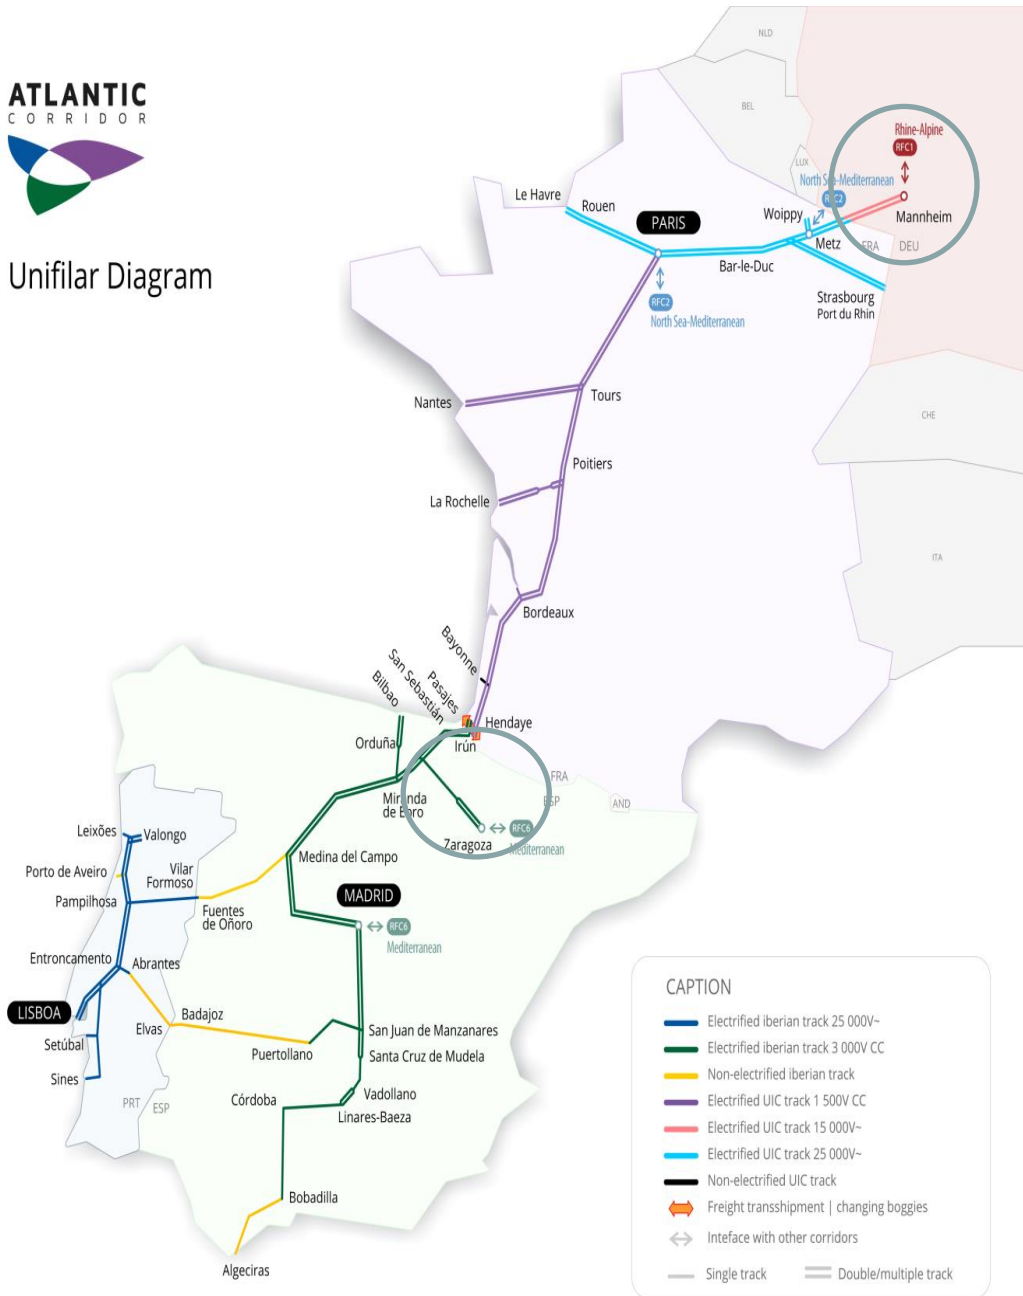 ATLANTIC
CORRIDOR
Unifilar Diagram
NLD
BEL
LUX
Rhine-Alpine
RFC1
North Sea-Mediterranean
RFC2
Mannheim
Woippy
Metz
FRA
DEU
Le Havre
Rouen
PARIS
Bar-le-Duc
Strasbourg
Port du Rhin
RFC2
North Sea-Mediterranean
CHE
ITA
Nantes
Tours
Poitiers
La Rochelle
Bordeaux
Bayonne
Pasajes
San Sebastián
Bilbao
Hendaye
Irún
Orduña
FRA
ESP
AND
Miranda
de Ebro
Zaragoza
RFC6
Mediterranean
Leixões
Valongo
Porto de Aveiro
Vilar
Formoso
Pampilhosa
Medina del Campo
Fuentes
de Oñoro
MADRID
RFC6
Mediterranean
Entroncamento
Abrantes
LISBOA
Elvas
Badajoz
Setúbal
Sines
Puertollano
San Juan de Manzanares
Santa Cruz de Mudela
Vadollano
Linares-Baeza
Córdoba
PRT
ESP
Bobadilla
Algeciras
CAPTION
Electrified iberian track 25 000V~
Electrified iberian track 3 000V CC
Non-electrified iberian track
Electrified UIC track 1 500V CC
Electrified UIC track 15 000V~
Electrified UIC track 25 000V~
Non-electrified UIC track
Freight transshipment | changing boggies
Inteface with other corridors
Single track
Double/multiple track